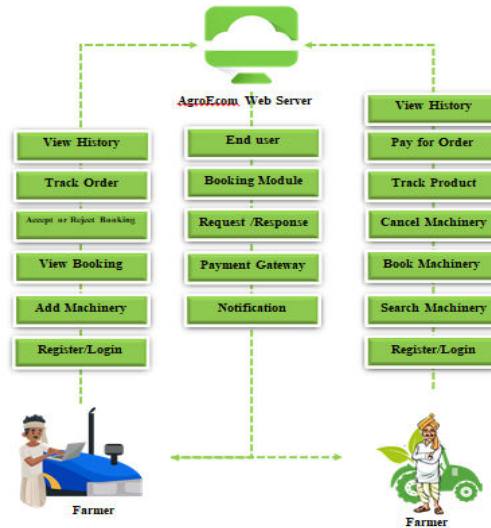 AgroEcom Web Server
View History
Track Order
Accept or Reject Booking
View Booking
Add Machinery
Register/Login
Farmer
End user
Booking Module
Request /Response
Payment Gateway
Notification
View History
Pay for Order
Track Product
Cancel Machinery
Book Machinery
Search Machinery
Register/Login
Farmer